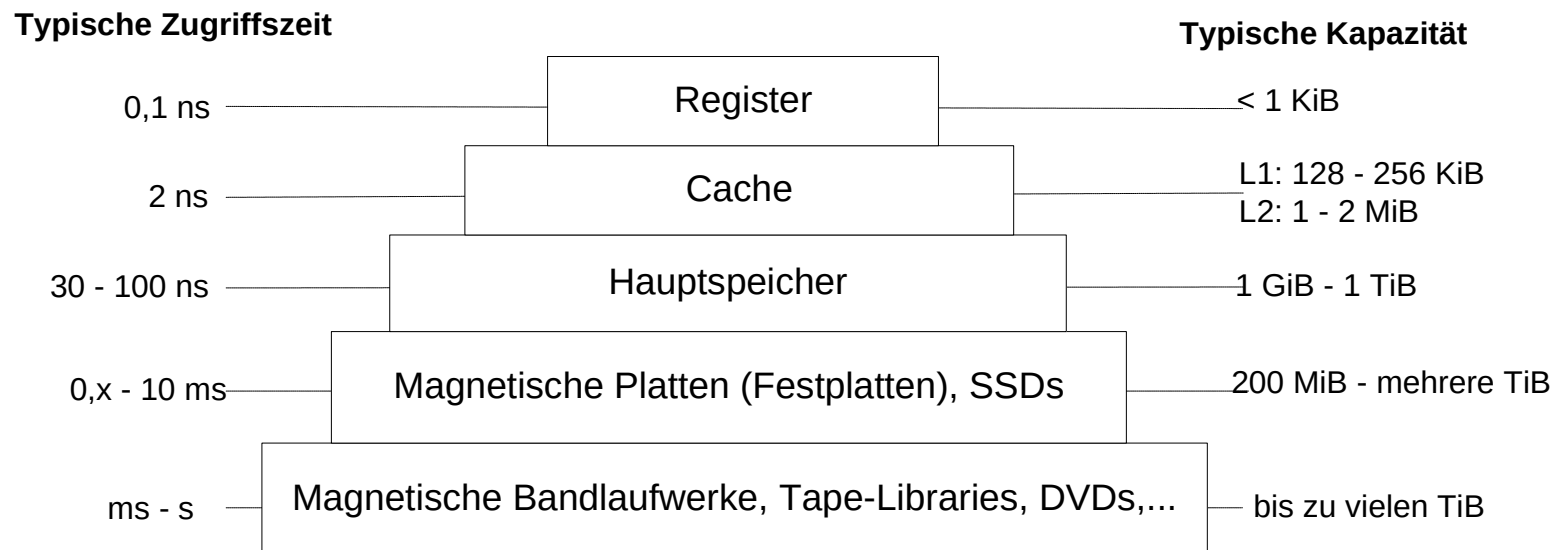 Typische Zugriffszeit
Typische Kapazität
0,1 ns
Register
< 1 KiB
2 ns
Cache
L1: 128 - 256 KiB
L2: 1 - 2 MiB
30 - 100 ns
Hauptspeicher
1 GiB - 1 TiB
0,x - 10 ms
Magnetische Platten (Festplatten), SSDs
200 MiB - mehrere TiB
ms - s
Magnetische Bandlaufwerke, Tape-Libraries, DVDs,...
bis zu vielen TiB